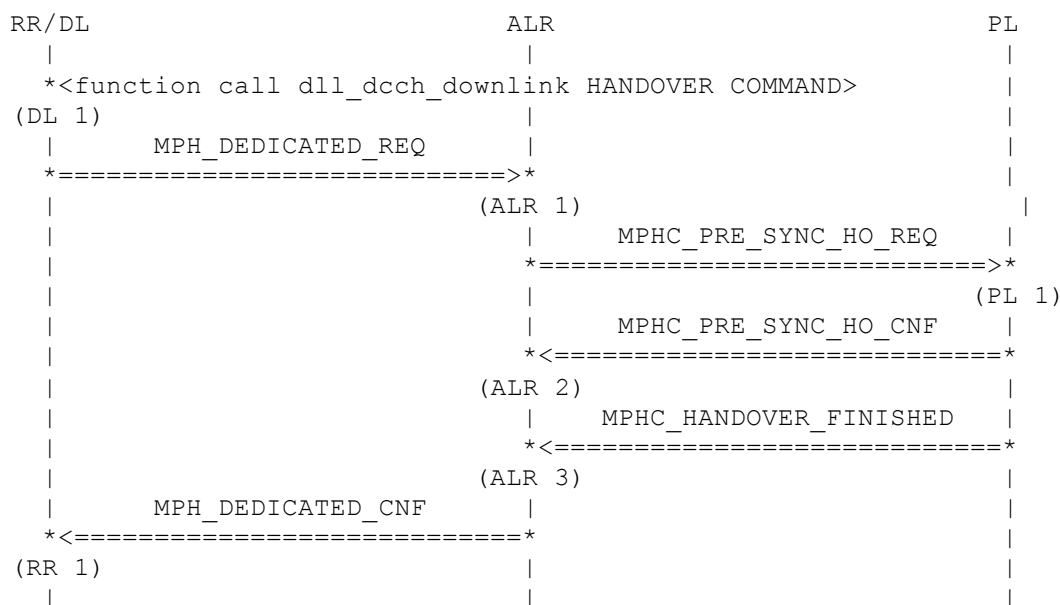 RR/DL ALR PL
| | |
*<function call dll_dcch_downlink HANDOVER COMMAND> |
(DL 1) | |
| MPH_DEDICATED_REQ | |
*============================>* |
| (ALR 1) |
| | MPHC_PRE_SYNC_HO_REQ |
| *============================>*
| | (PL 1)
| | MPHC_PRE_SYNC_HO_CNF |
| *<============================*
| (ALR 2) |
| | MPHC_HANDOVER_FINISHED |
| *<============================*
| (ALR 3) |
| MPH_DEDICATED_CNF | |
*<============================* |
(RR 1) | |
| | |